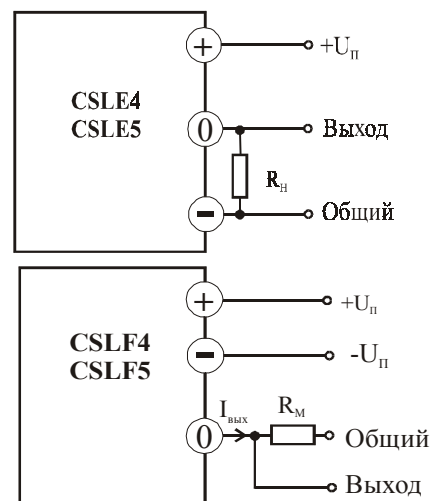 +
+Uп
CSLE4
CSLE5
0
Выход
Rн
−
Общий
+
+Uп
CSLF4
CSLF5
−
-Uп
Iвых
Rм
0
Общий
Выход